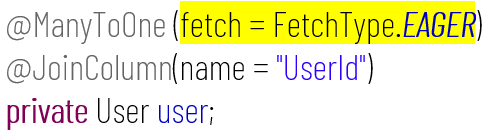 @ManyToOne (fetch = FetchType.EAGER)
@JoinColumn(name = "UserId")
private User user;